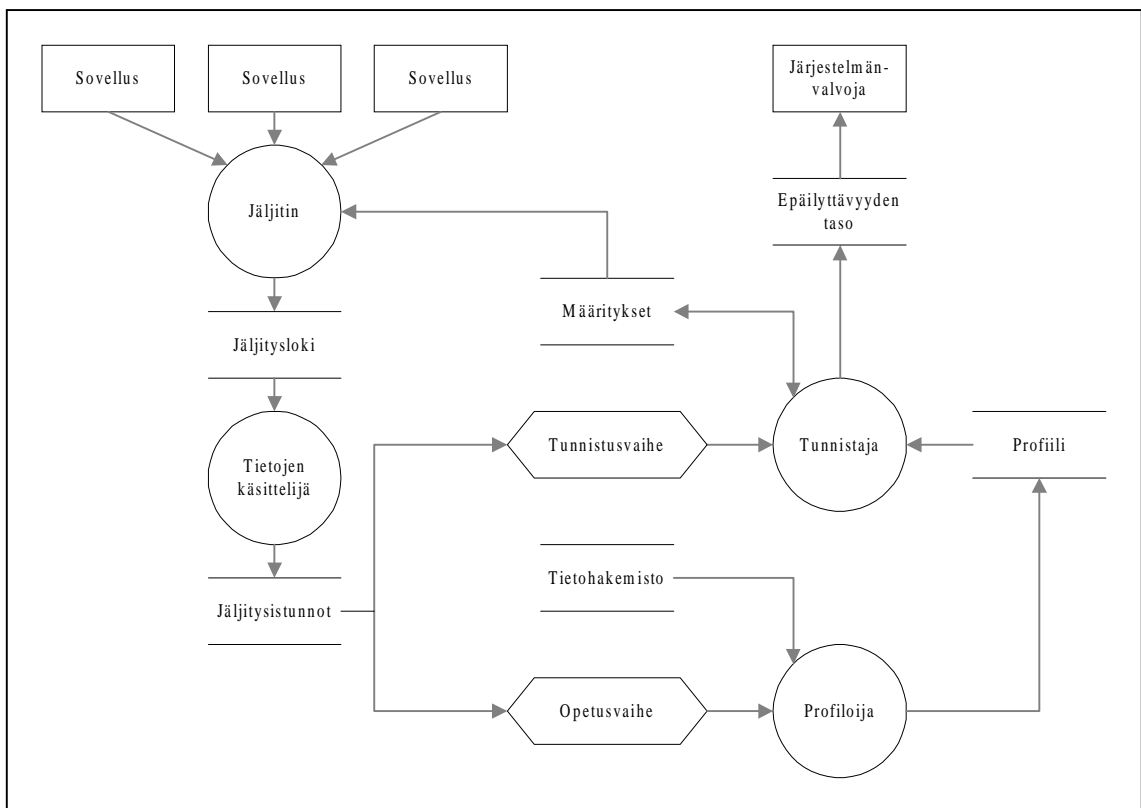 Sovellus
Sovellus
Sovellus
Järjestelmän-
valvoja
Epäilyttävyyden
taso
Jäljitin
Määritykset
Jäljitysloki
Tietojen
käsittelijä
Tunnistusvaihe
Tunnistaja
Profiili
Tietohakemisto
Jäljitysistunnot
Opetusvaihe
Profiloija